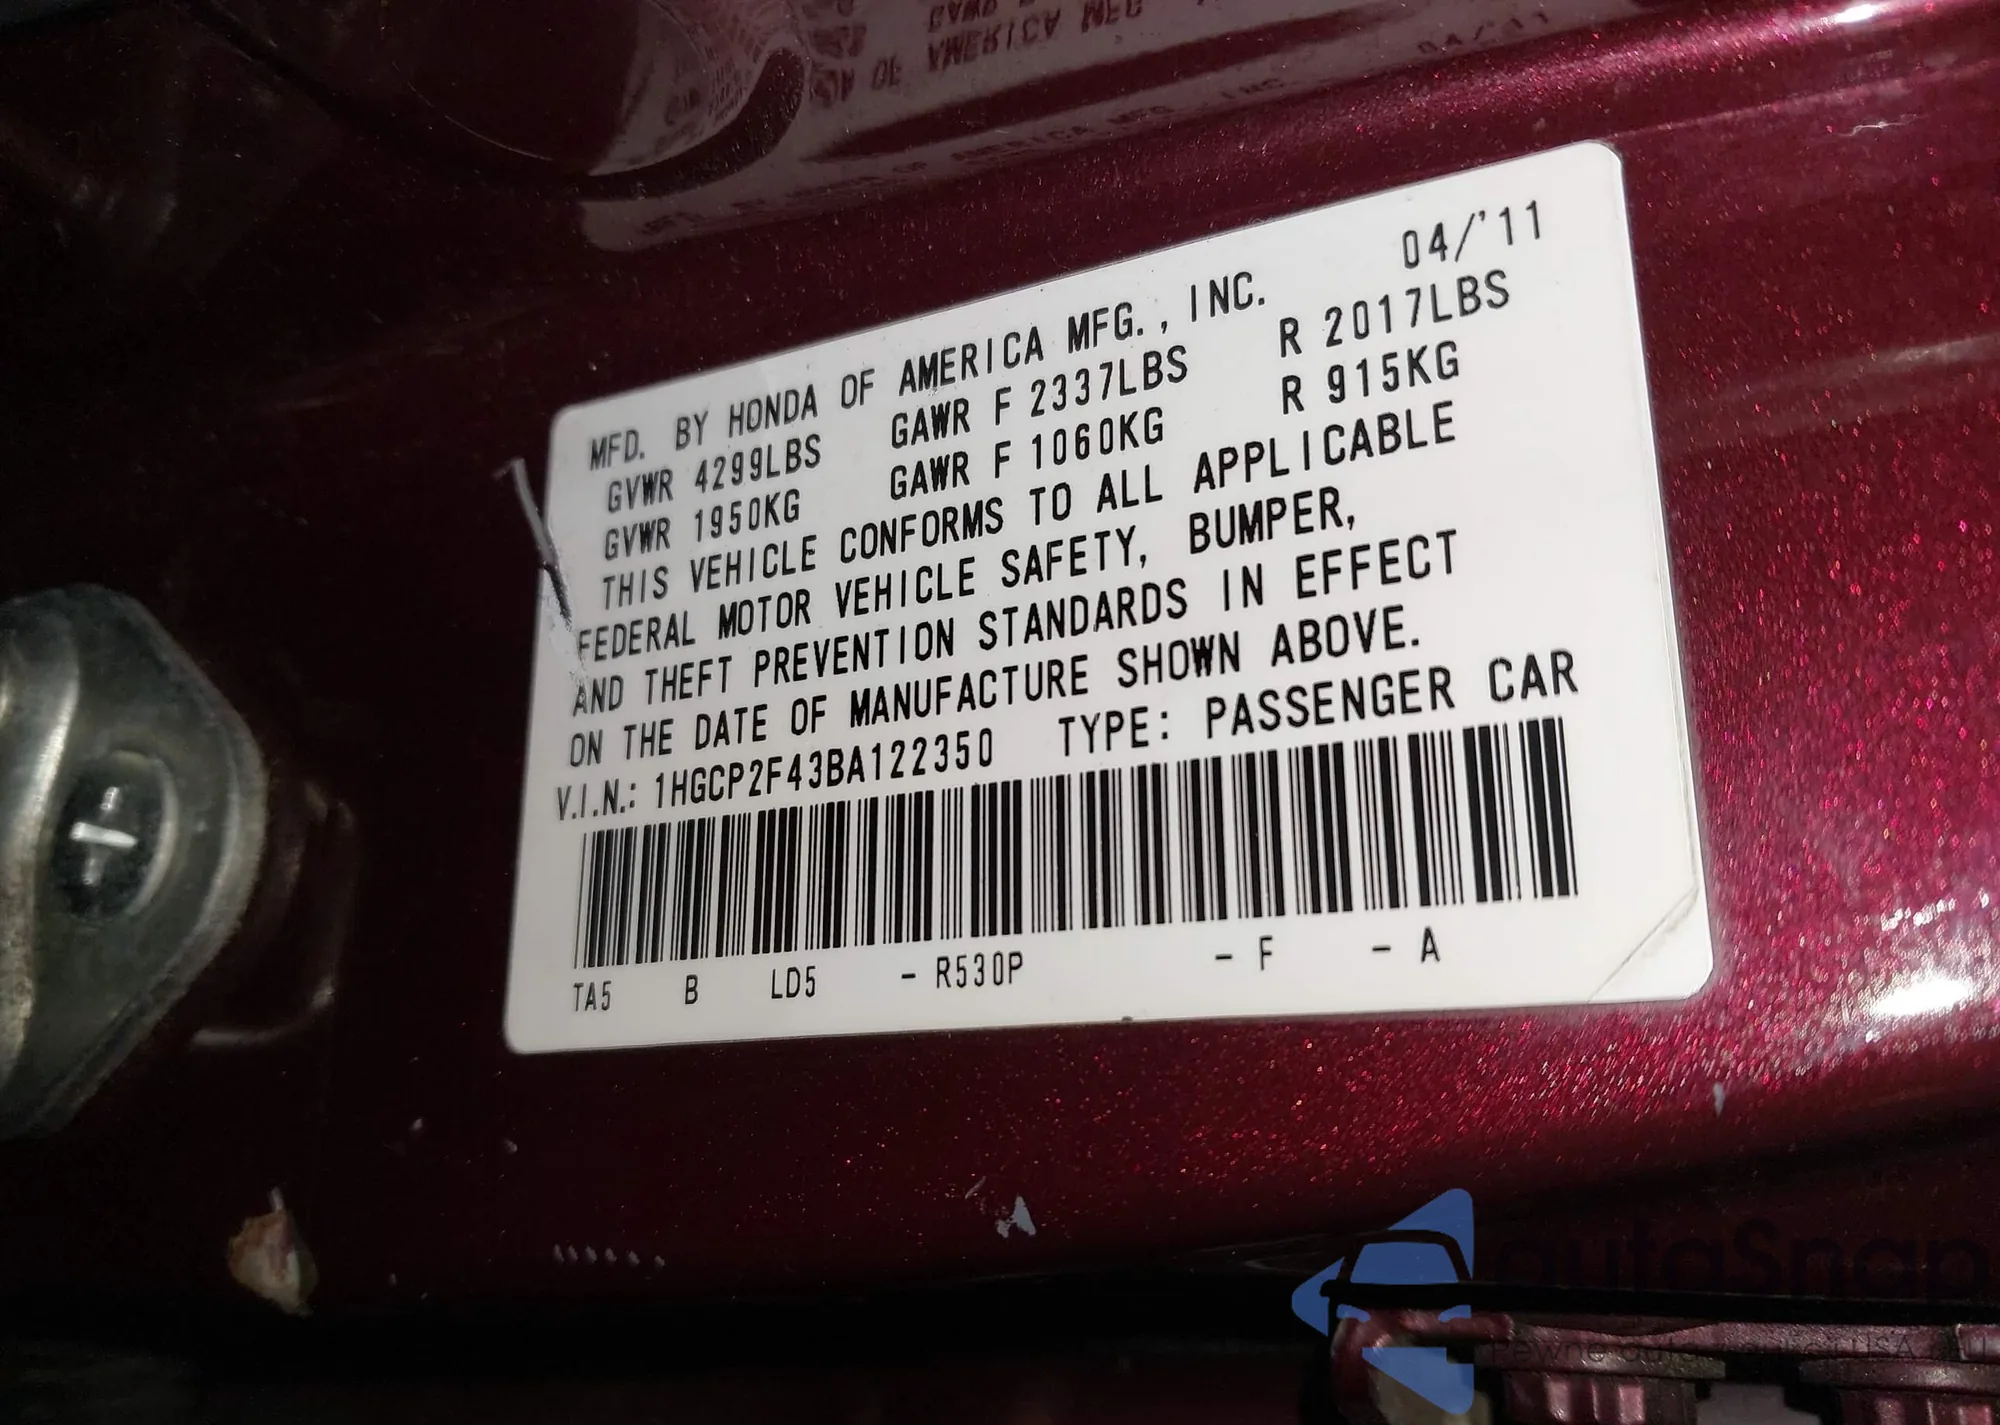 04/'11
MFD. BY HONDA OF AMERICA MFG., INC.
GVWR 4299LBS GAWR F 2337LBS R 2017LBS
GVWR 1950KG GAWR F 1060KG R 915KG
THIS VEHICLE CONFORMS TO ALL APPLICABLE
FEDERAL MOTOR VEHICLE SAFETY, BUMPER,
AND THEFT PREVENTION STANDARDS IN EFFECT
ON THE DATE OF MANUFACTURE SHOWN ABOVE.
V.I.N.: 1HGCP2F43BA122350 TYPE: PASSENGER CAR
TA5 B LD5 - R530P - F - A
autaSnap